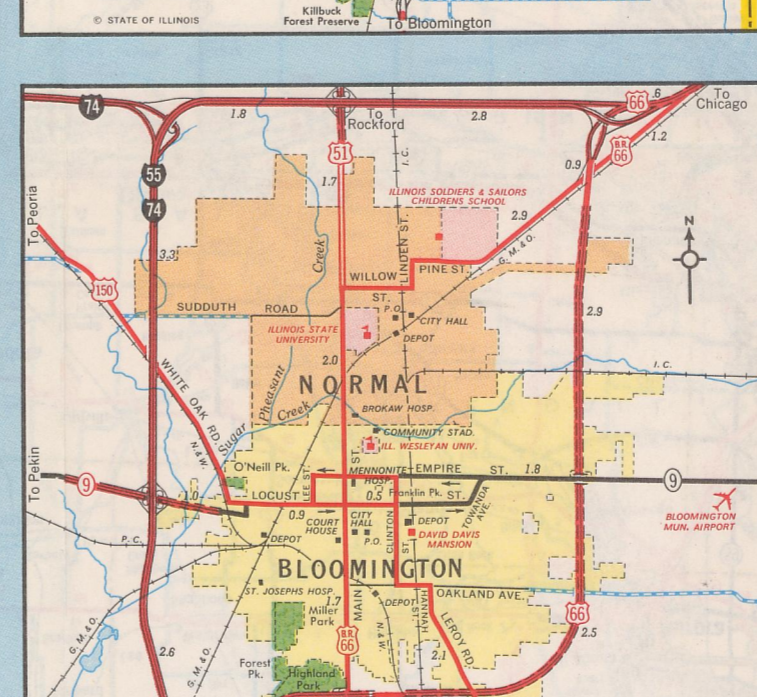 © STATE OF ILLINOIS
Killbuck
Forest Preserve
To Bloomington
74
1.8
To
Rockford
2.8
66
.6
To
Chicago
BR
66
1.2
55
74
51
I. C.
0.9
1.7
ILLINOIS SOLDIERS & SAILORS
CHILDRENS SCHOOL
2.9
To Peoria
Creek
LINDEN ST.
G. M. & O.
N
3.3
WILLOW
PINE ST.
150
ST.
SUDDUTH ROAD
P.O.
CITY HALL
2.9
ILLINOIS STATE
UNIVERSITY
DEPOT
2.0
I. C.
WHITE OAK RD.
Pheasant
NORMAL
Creek
BROKAW HOSP.
Sugar
COMMUNITY STAD.
N. & W.
ST.
ILL. WESLEYAN UNIV.
To Pekin
O'Neill Pk.
MENNONITE
HOSP.
EMPIRE ST.
1.8
9
LEE ST.
9
1.0
LOCUST
0.5
Franklin Pk.
ST.
TOWANDA
AVE.
BLOOMINGTON
MUN. AIRPORT
0.9
COURT
HOUSE
CITY
HALL
P.O.
CLINTON ST.
DEPOT
DAVID DAVIS
MANSION
P. C.
DEPOT
BLOOMINGTON
ST. JOSEPHS HOSP.
1.7
MAIN
DEPOT
HANNAH
ST.
OAKLAND AVE.
Miller
Park
66
G. M. & O.
BR
66
N. & W.
LEROY RD.
2.5
2.6
G. M. & O.
Forest
Pk.
Highland
Park
2.1